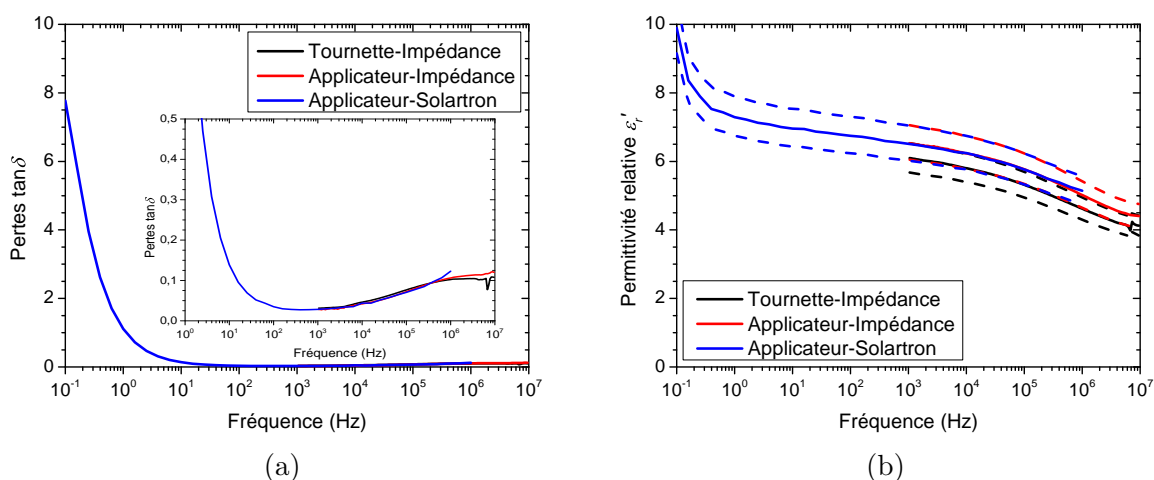 10
8
6
4
2
0
Pertes tanδ
Tournette-Impédance
Applicateur-Impédance
Applicateur-Solartron
0,5
0,4
0,3
0,2
0,1
0,0
Pertes tanδ
10⁰ 10¹ 10² 10³ 10⁴ 10⁵ 10⁶ 10⁷
Fréquence (Hz)
10⁻¹ 10⁰ 10¹ 10² 10³ 10⁴ 10⁵ 10⁶ 10⁷
Fréquence (Hz)
(a)
10
8
6
4
2
0
Permittivité relative εᵣ'
Tournette-Impédance
Applicateur-Impédance
Applicateur-Solartron
10⁻¹ 10⁰ 10¹ 10² 10³ 10⁴ 10⁵ 10⁶ 10⁷
Fréquence (Hz)
(b)